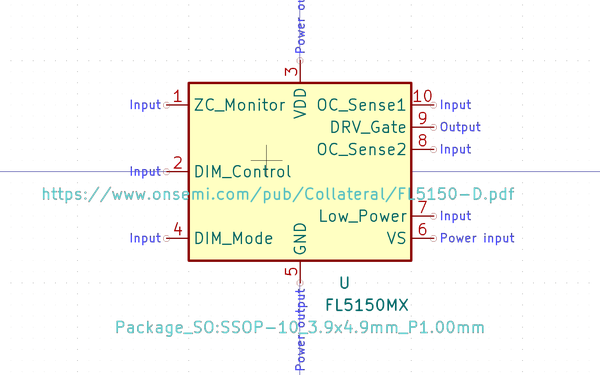 Power ou
3
VDD
Input 1 ZC_Monitor OC_Sense1 10 Input
DRV_Gate 9 Output
OC_Sense2 8 Input
Input 2 DIM_Control
https://www.onsemi.com/pub/Collateral/FL5150-D.pdf
Low_Power 7 Input
Input 4 DIM_Mode VS 6 Power input
GND
5
Power output
U
FL5150MX
Package_SO:SSOP-10_3.9x4.9mm_P1.00mm